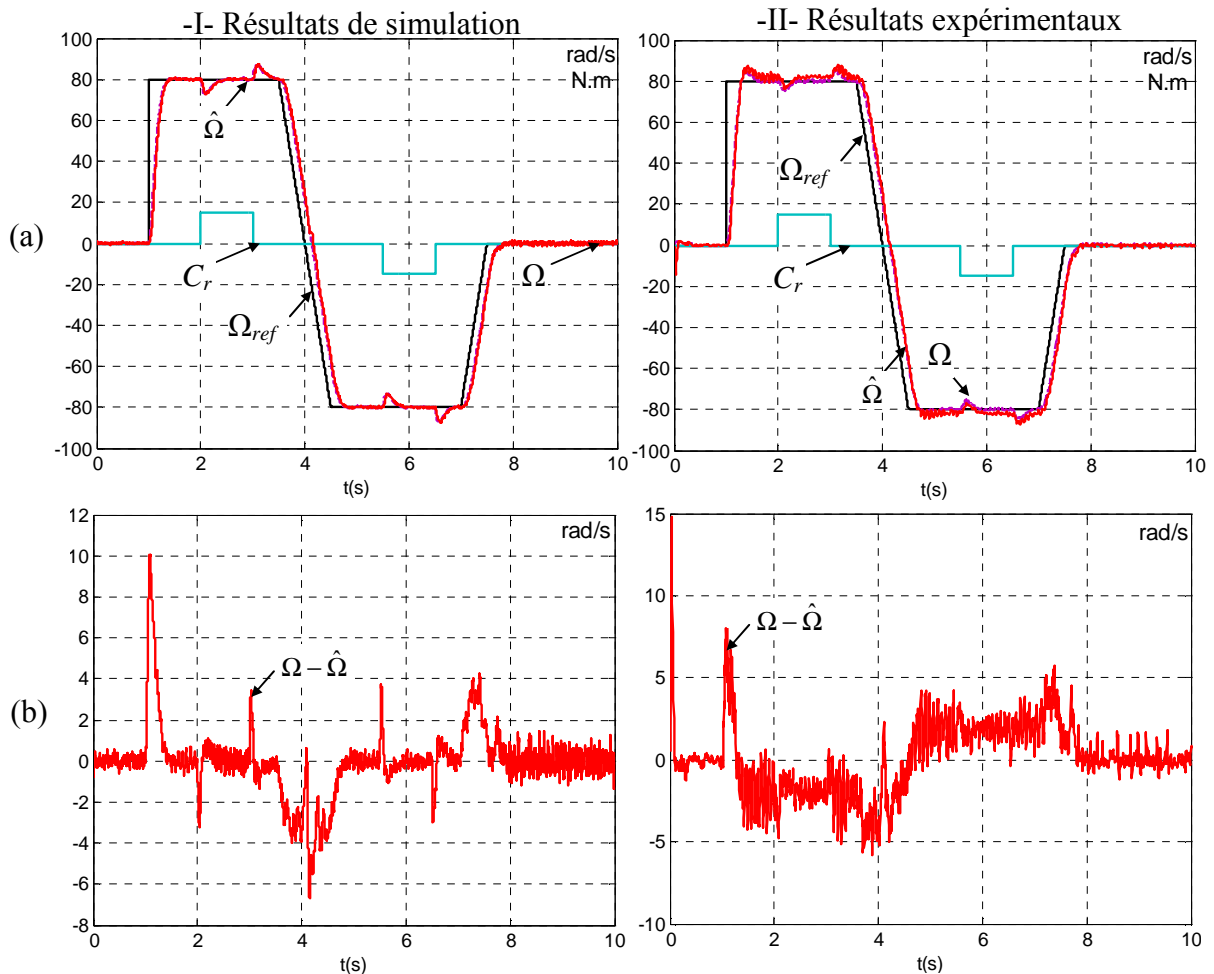 -I- Résultats de simulation
-II- Résultats expérimentaux
(a)
100
80
60
40
20
0
-20
-40
-60
-80
-100
0 2 4 6 8 10
t(s)
rad/s
N.m
Ω̂
C_r
Ω_ref
Ω
100
80
60
40
20
0
-20
-40
-60
-80
-100
0 2 4 6 8 10
t(s)
rad/s
N.m
Ω_ref
C_r
Ω
Ω̂
(b)
12
10
8
6
4
2
0
-2
-4
-6
-8
0 2 4 6 8 10
t(s)
rad/s
Ω – Ω̂
15
10
5
0
-5
-10
0 2 4 6 8 10
t(s)
rad/s
Ω – Ω̂